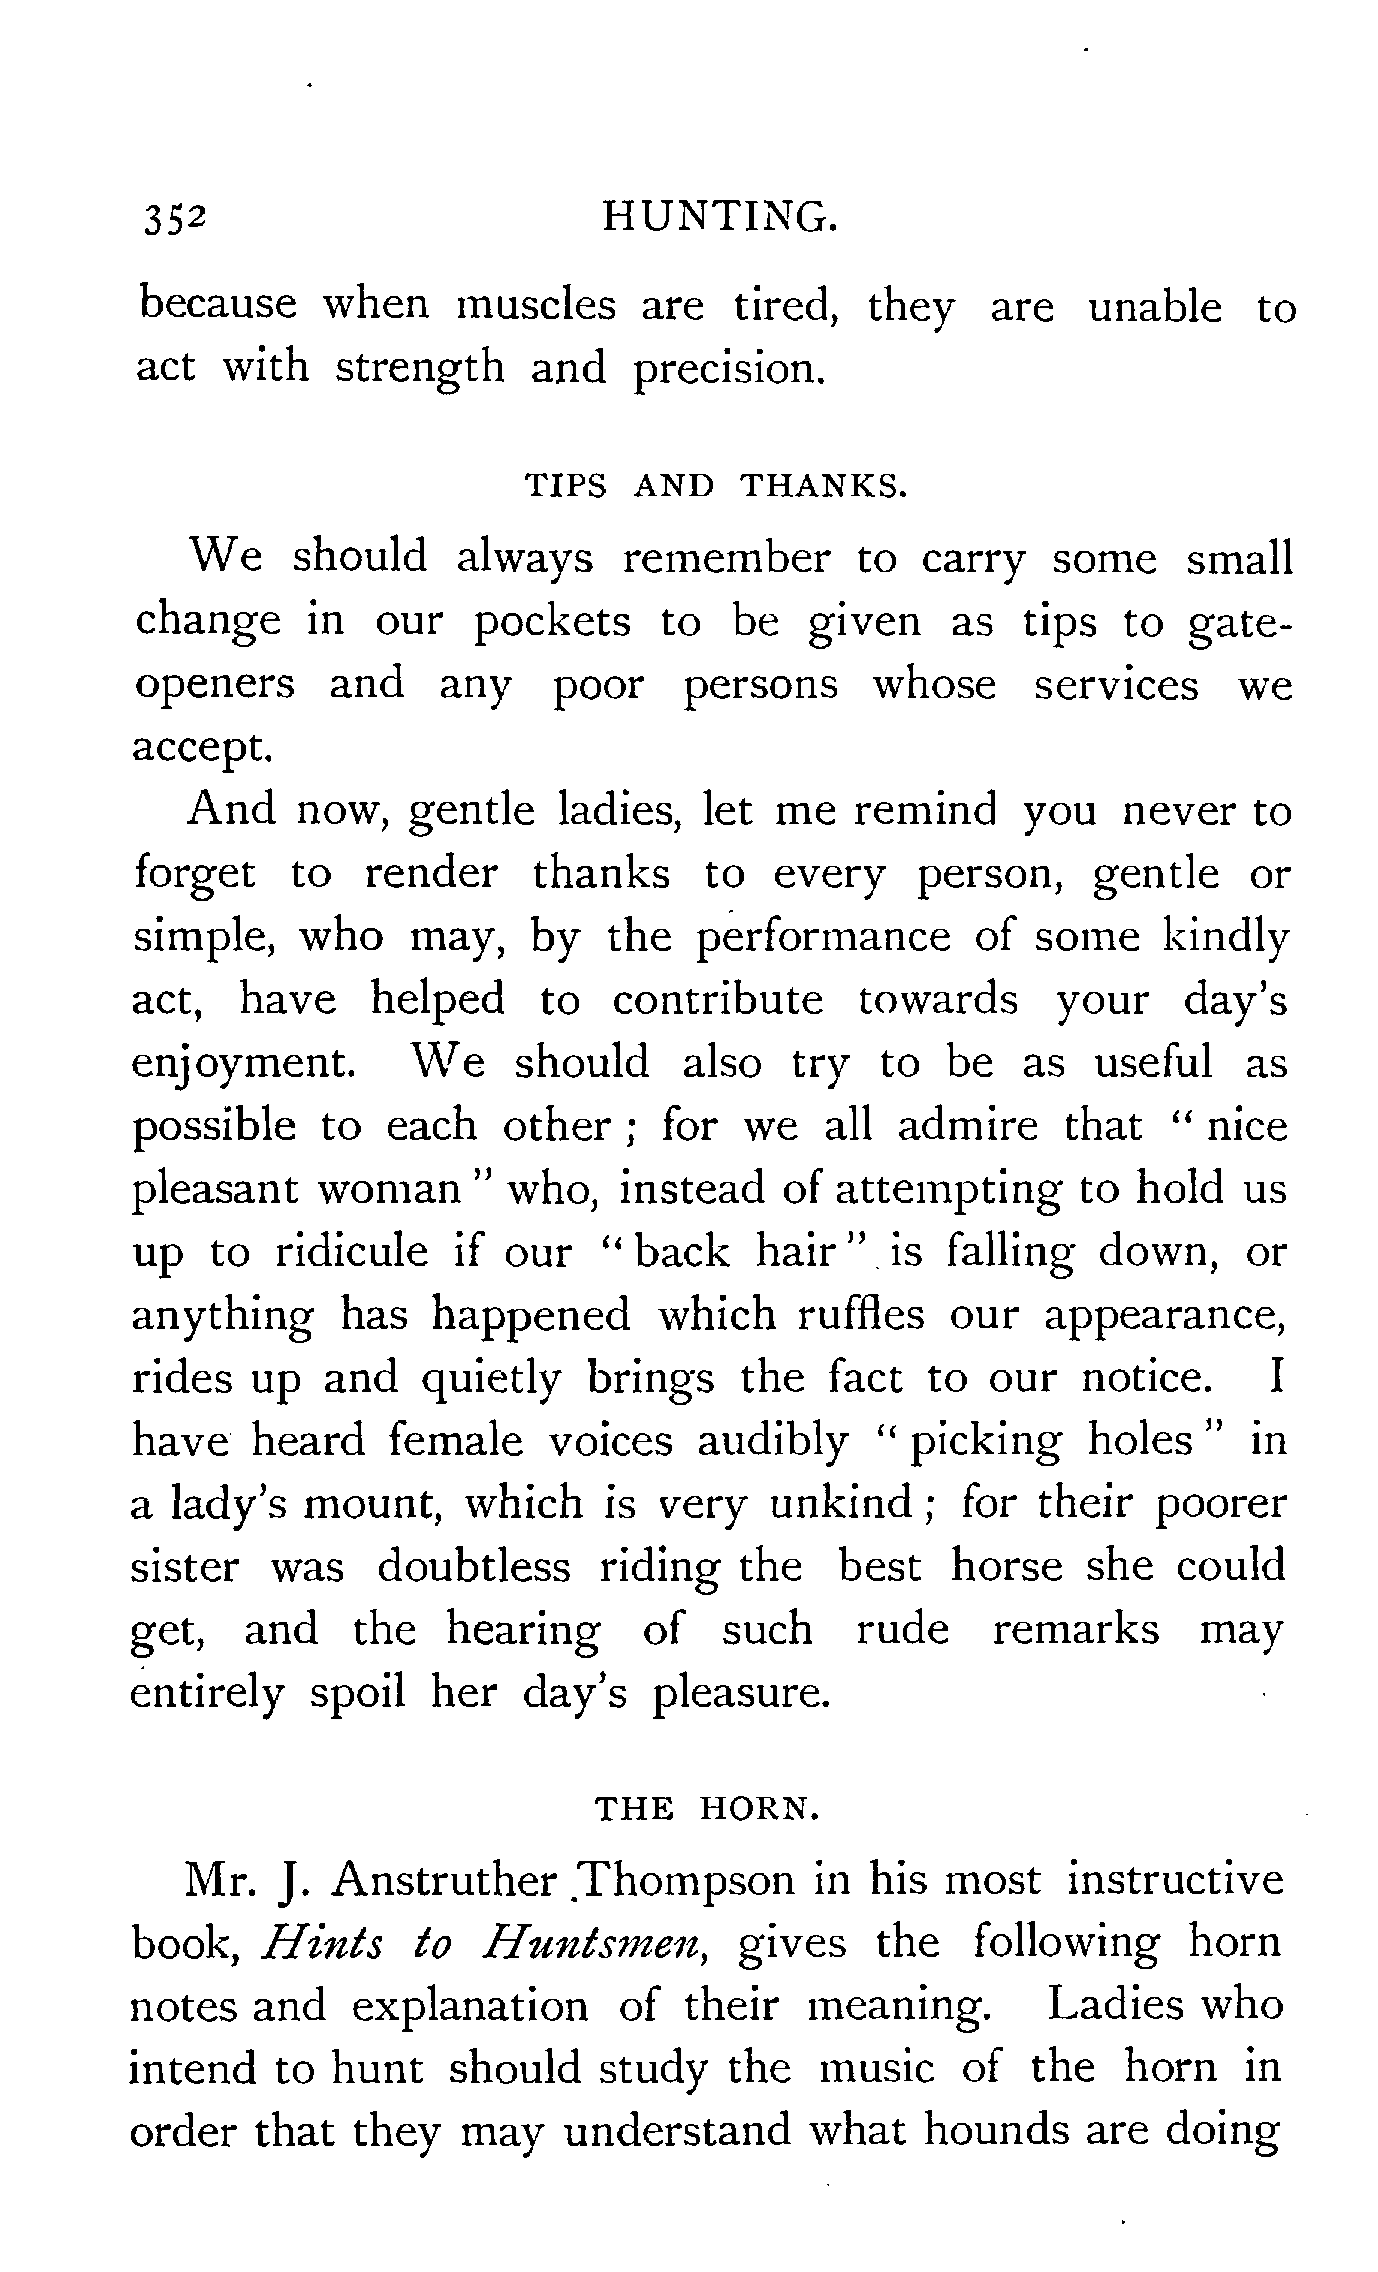 352 HUNTING.
because when muscles are tired, they are unable to
act with strength and precision.
TIPS AND THANKS.
We should always remember to carry some small
change in our pockets to be given as tips to gate-
openers and any poor persons whose services we
accept.
And now, gentle ladies, let me remind you never to
forget to render thanks to every person, gentle or
simple, who may, by the performance of some kindly
act, have helped to contribute towards your day's
enjoyment. We should also try to be as useful as
possible to each other ; for we all admire that " nice
pleasant woman " who, instead of attempting to hold us
up to ridicule if our " back hair " is falling down, or
anything has happened which ruffles our appearance,
rides up and quietly brings the fact to our notice. I
have heard female voices audibly " picking holes " in
a lady's mount, which is very unkind ; for their poorer
sister was doubtless riding the best horse she could
get, and the hearing of such rude remarks may
entirely spoil her day's pleasure.
THE HORN.
Mr. J. Anstruther Thompson in his most instructive
book, Hints to Huntsmen, gives the following horn
notes and explanation of their meaning. Ladies who
intend to hunt should study the music of the horn in
order that they may understand what hounds are doing